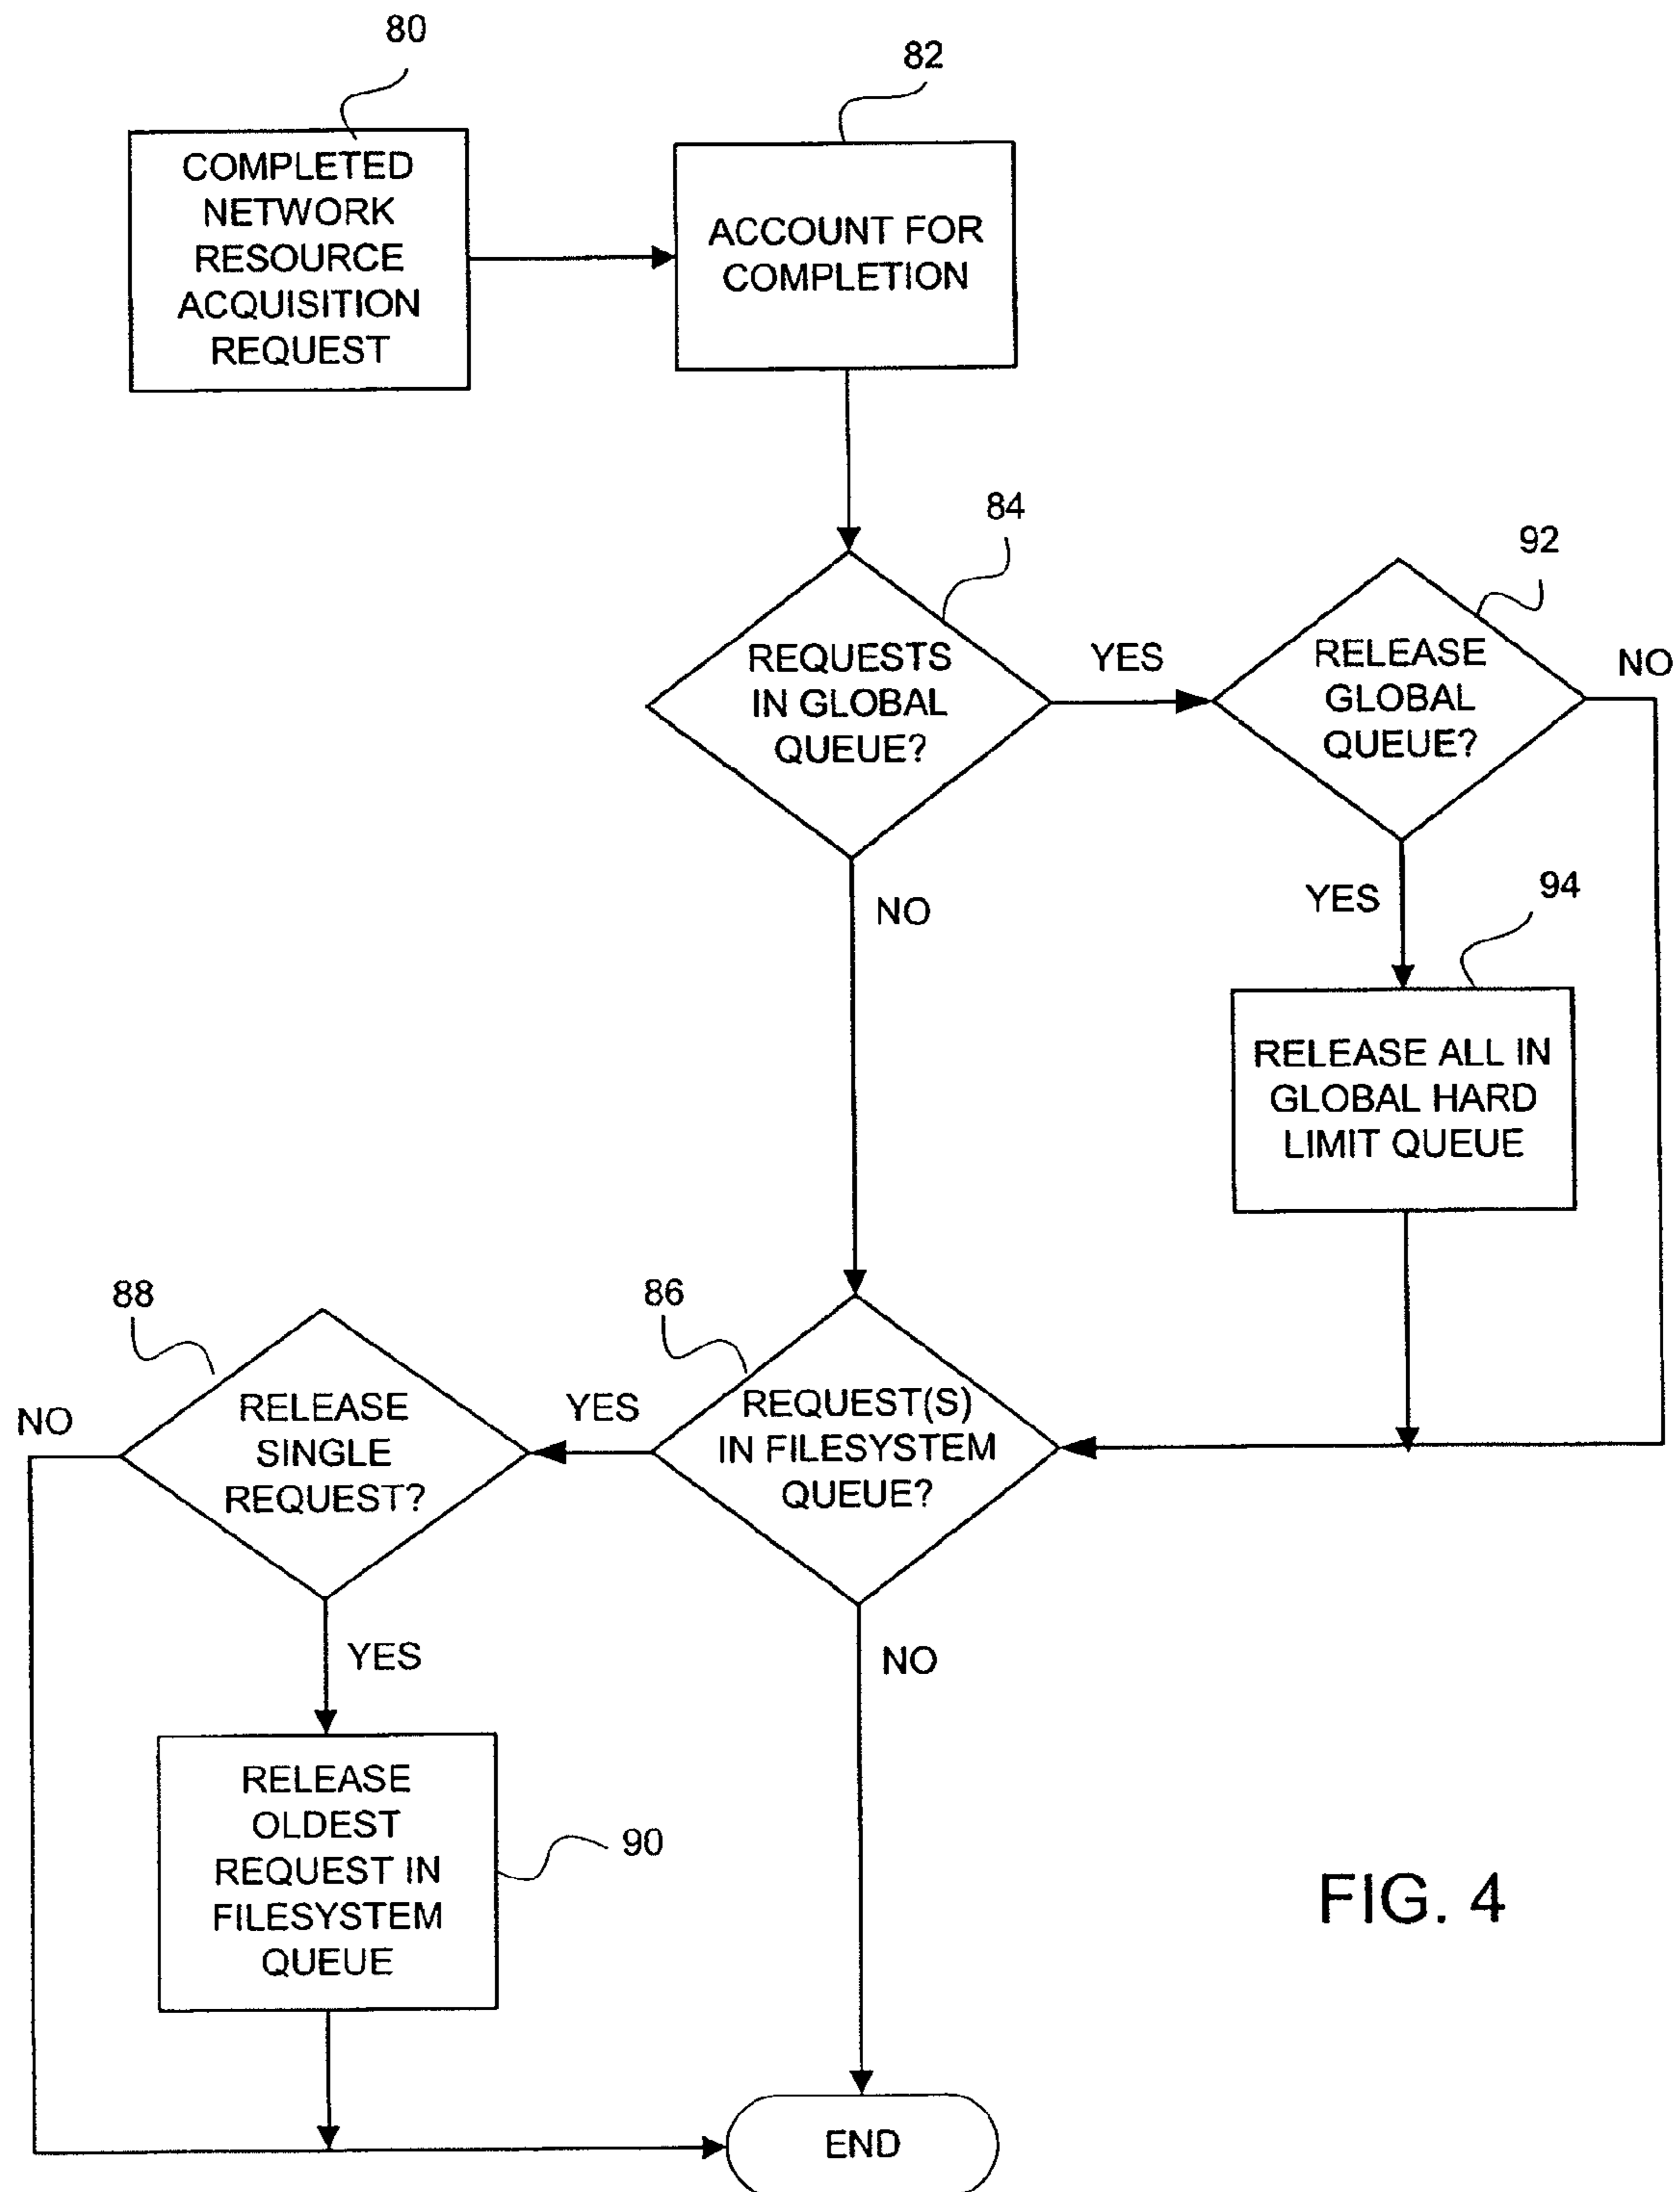 80
COMPLETED
NETWORK
RESOURCE
ACQUISITION
REQUEST
82
ACCOUNT FOR
COMPLETION
84
REQUESTS
IN GLOBAL
QUEUE?
YES
NO
92
RELEASE
GLOBAL
QUEUE?
NO
YES
94
RELEASE ALL IN
GLOBAL HARD
LIMIT QUEUE
86
REQUEST(S)
IN FILESYSTEM
QUEUE?
YES
NO
88
RELEASE
SINGLE
REQUEST?
NO
YES
RELEASE
OLDEST
REQUEST IN
FILESYSTEM
QUEUE
90
END
FIG. 4